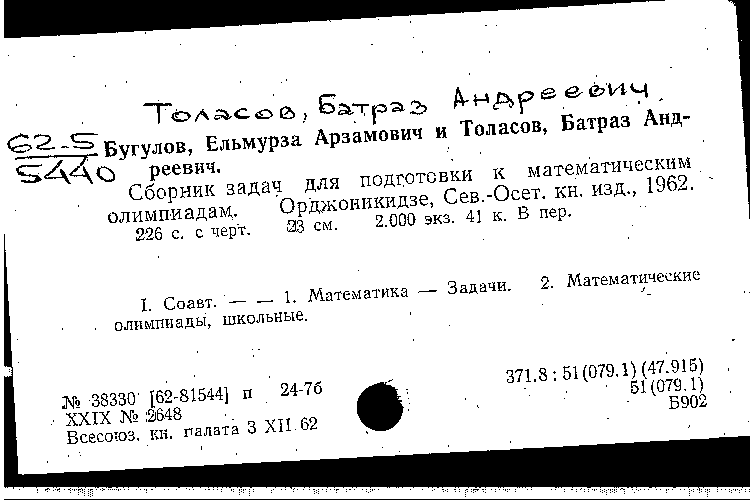 Толасов, Батраз Андреевич
62-5
5440
Бугулов, Ельмурза Арзамович и Толасов, Батраз Анд-
реевич.
Сборник задач для подготовки к математическим
олимпиадам. Орджоникидзе, Сев.-Осет. кн. изд., 1962.
226 с. с черт. 23 см. 2.000 экз. 41 к. В пер.
I. Соавт. — — 1. Математика — Задачи. 2. Математические
олимпиады, школьные.
№ 38330 [62-81544] п 24-7б
XXIX № 2648
Всесоюз. кн. палата 3 XII 62
371.8 : 51 (079.1) (47.915)
51 (079.1)
Б902